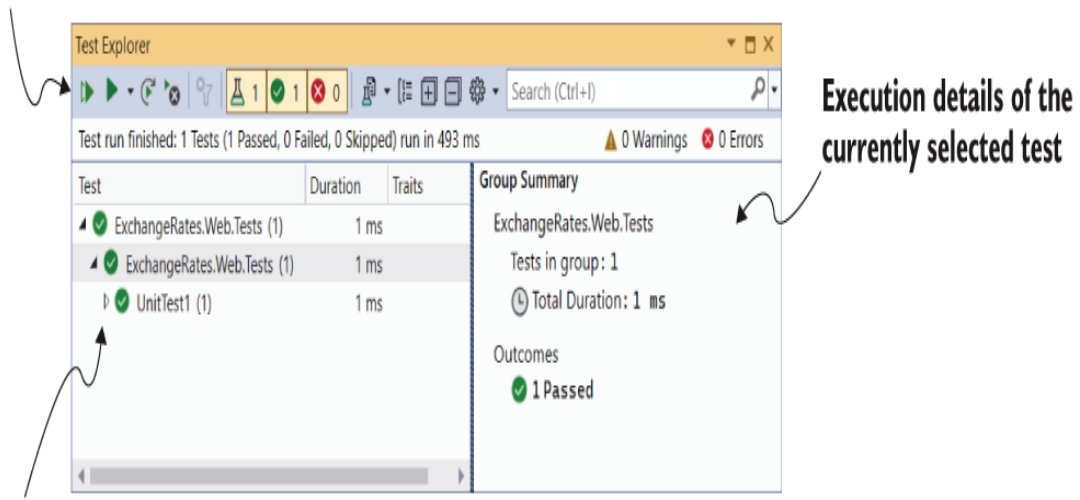 Test Explorer
1 1 0 Search (Ctrl+I)
Test run finished: 1 Tests (1 Passed, 0 Failed, 0 Skipped) run in 493 ms 0 Warnings 0 Errors
Test Duration Traits
ExchangeRates.Web.Tests (1) 1 ms
ExchangeRates.Web.Tests (1) 1 ms
UnitTest1 (1) 1 ms
Group Summary
ExchangeRates.Web.Tests
Tests in group: 1
Total Duration: 1 ms
Outcomes
1 Passed
Execution details of the
currently selected test